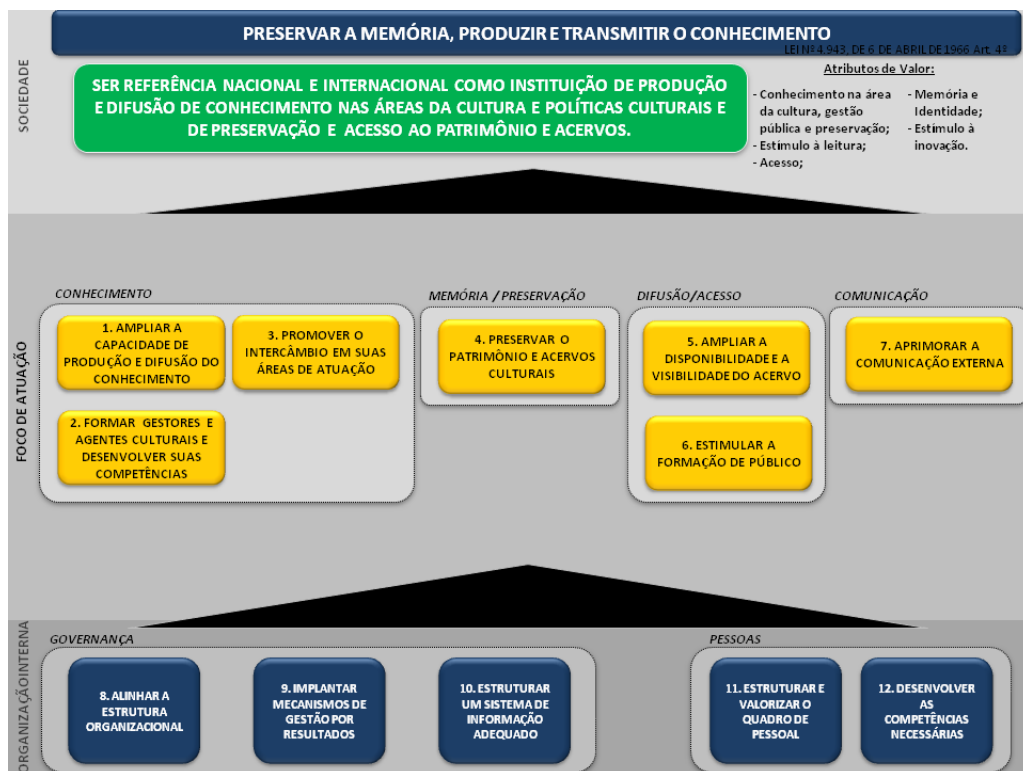 PRESERVAR A MEMÓRIA, PRODUZIR E TRANSMITIR O CONHECIMENTO
LEI Nº 4.943, DE 6 DE ABRIL DE 1966 Art. 4º
SOCIEDADE
SER REFERÊNCIA NACIONAL E INTERNACIONAL COMO INSTITUIÇÃO DE PRODUÇÃO
E DIFUSÃO DE CONHECIMENTO NAS ÁREAS DA CULTURA E POLÍTICAS CULTURAIS E
DE PRESERVAÇÃO E ACESSO AO PATRIMÔNIO E ACERVOS.
Atributos de Valor:
- Conhecimento na área
da cultura, gestão
pública e preservação;
- Estímulo à leitura;
- Acesso;
- Memória e
Identidade;
- Estímulo à
inovação.
FOCO DE ATUAÇÃO
CONHECIMENTO
1. AMPLIAR A
CAPACIDADE DE
PRODUÇÃO E DIFUSÃO DO
CONHECIMENTO
3. PROMOVER O
INTERCÂMBIO EM SUAS
ÁREAS DE ATUAÇÃO
2. FORMAR GESTORES E
AGENTES CULTURAIS E
DESENVOLVER SUAS
COMPETÊNCIAS
MEMÓRIA / PRESERVAÇÃO
4. PRESERVAR O
PATRIMÔNIO E ACERVOS
CULTURAIS
DIFUSÃO/ACESSO
5. AMPLIAR A
DISPONIBILIDADE E A
VISIBILIDADE DO ACERVO
6. ESTIMULAR A
FORMAÇÃO DE PÚBLICO
COMUNICAÇÃO
7. APRIMORAR A
COMUNICAÇÃO EXTERNA
ORGANIZAÇÃO INTERNA
GOVERNANÇA
8. ALINHAR A
ESTRUTURA
ORGANIZACIONAL
9. IMPLANTAR
MECANISMOS DE
GESTÃO POR
RESULTADOS
10. ESTRUTURAR
UM SISTEMA DE
INFORMAÇÃO
ADEQUADO
PESSOAS
11. ESTRUTURAR E
VALORIZAR O
QUADRO DE
PESSOAL
12. DESENVOLVER
AS
COMPETÊNCIAS
NECESSÁRIAS